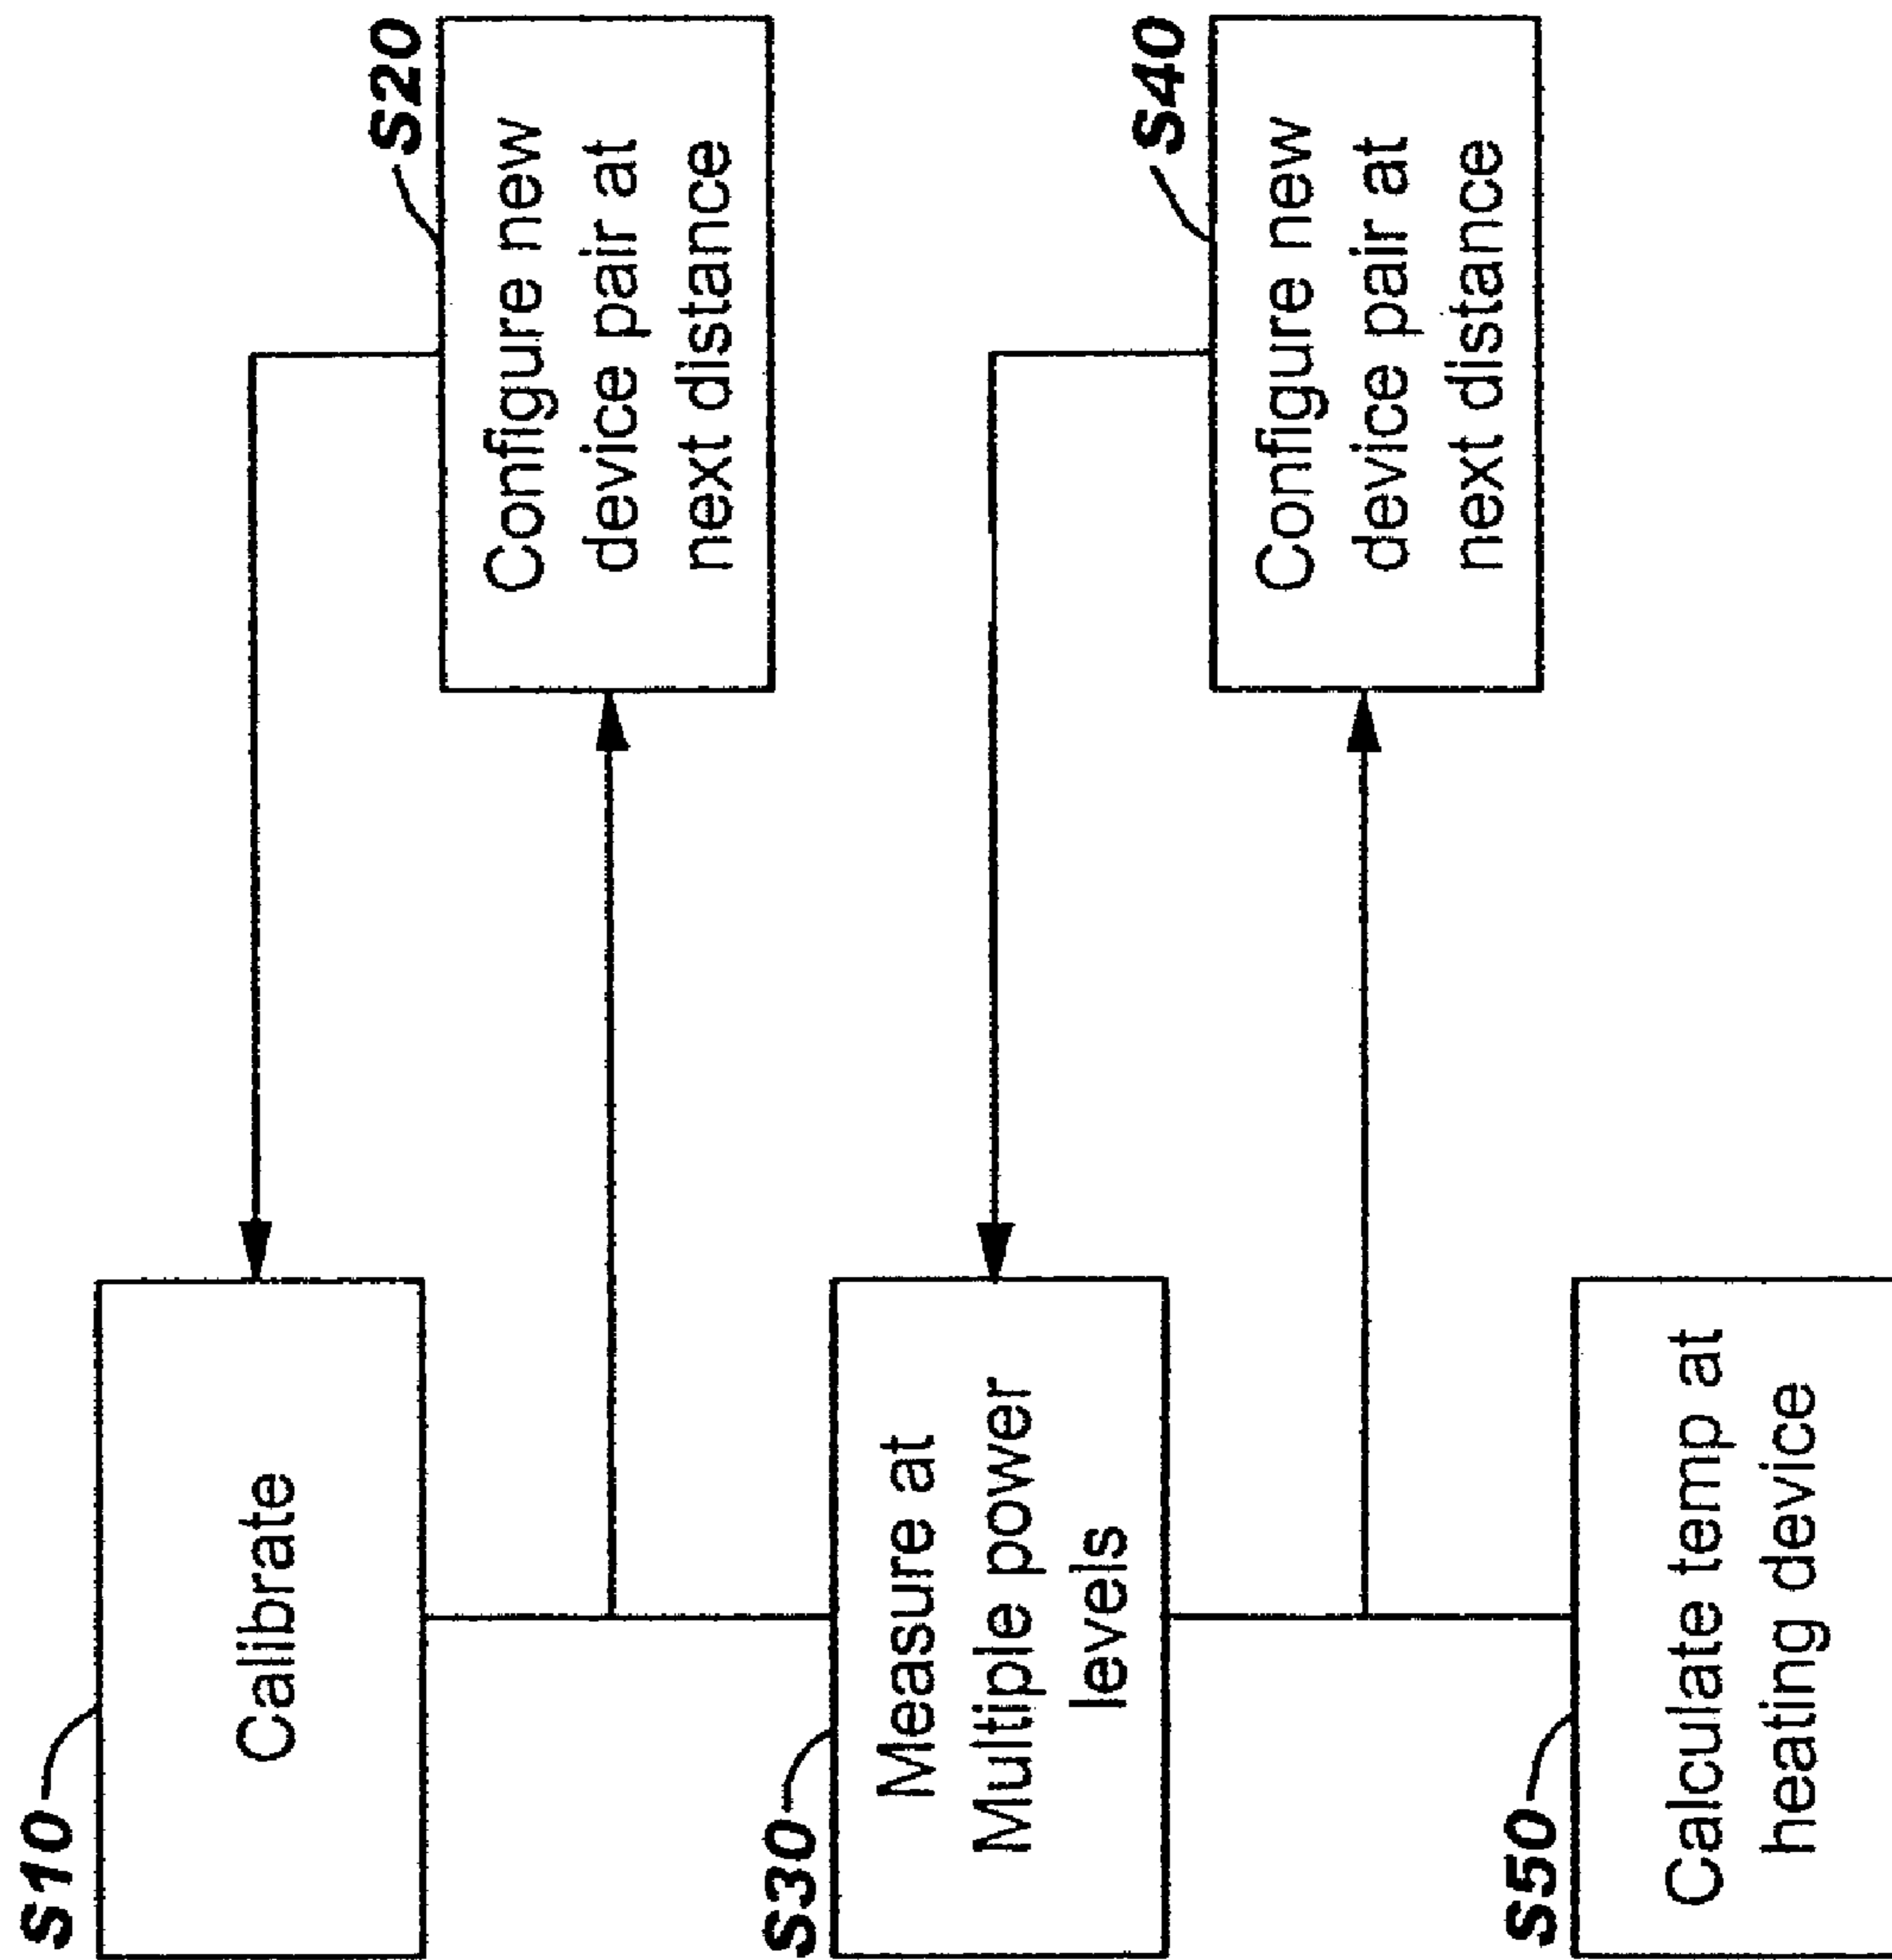 S10
Calibrate
S20
Configure new
device pair at
next distance
S30
Measure at
Multiple power
levels
S40
Configure new
device pair at
next distance
S50
Calculate temp at
heating device